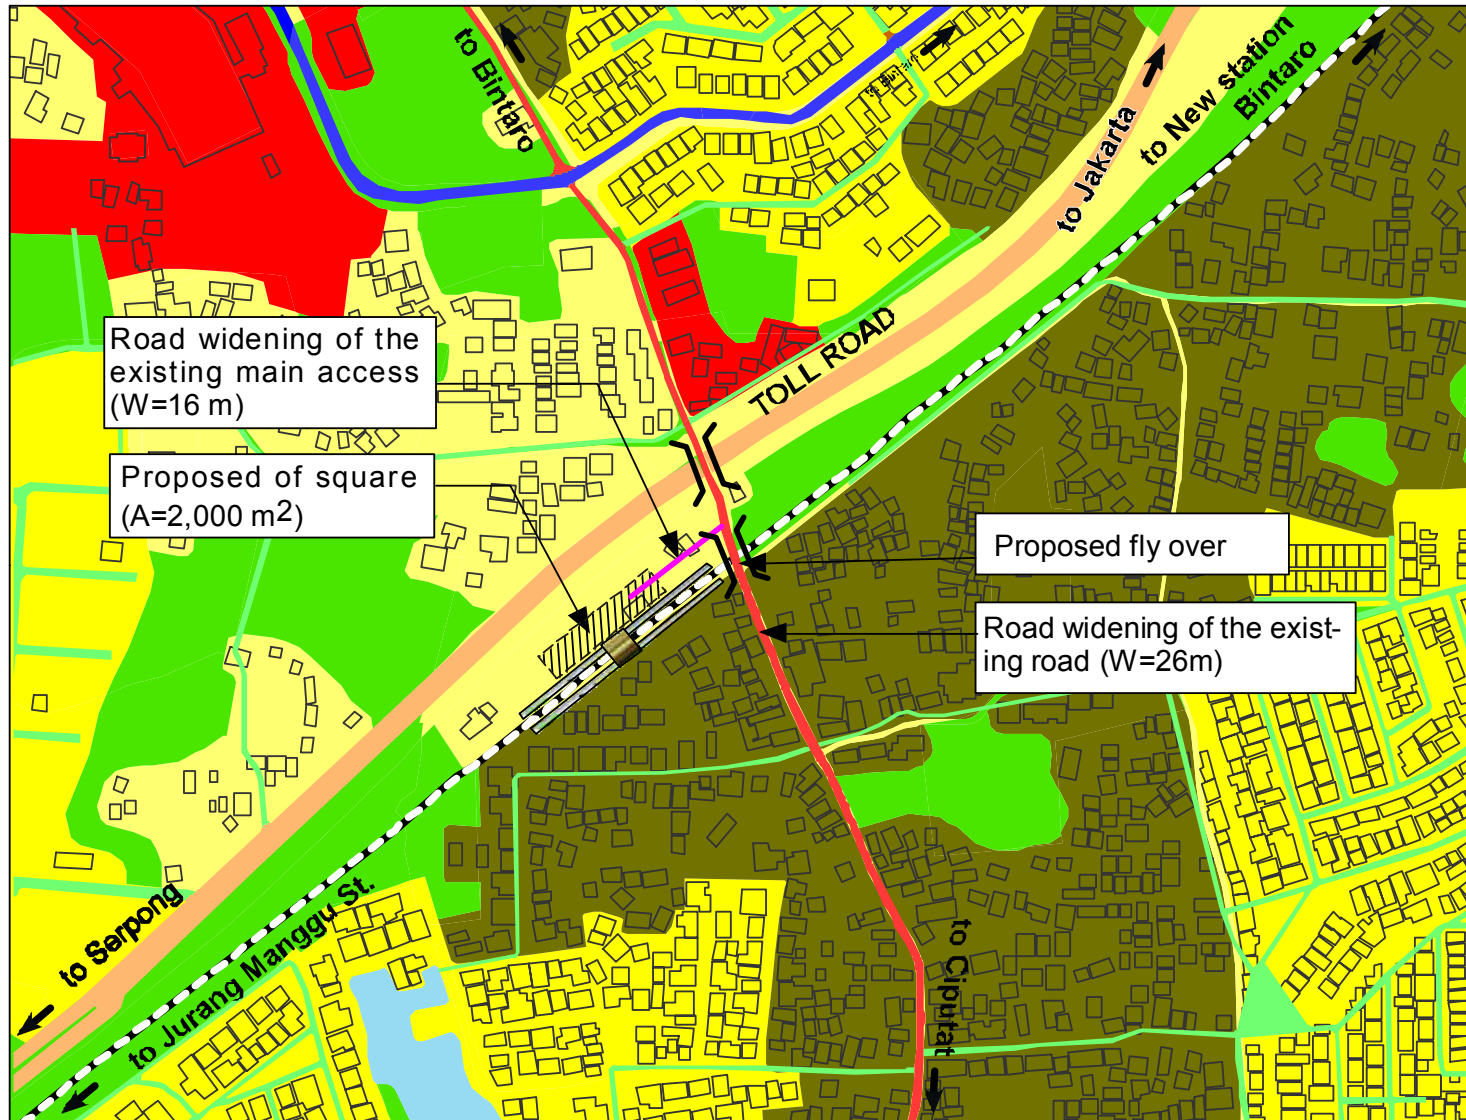 to Bintaro
to Bintaro
to Jakarta
to New station
Bintaro
Road widening of the
existing main access
(W=16 m)
TOLL ROAD
Proposed of square
(A=2,000 m2)
Proposed fly over
Road widening of the exist-
ing road (W=26m)
to Serpong
to Jurang Manggu St.
to Ciputat